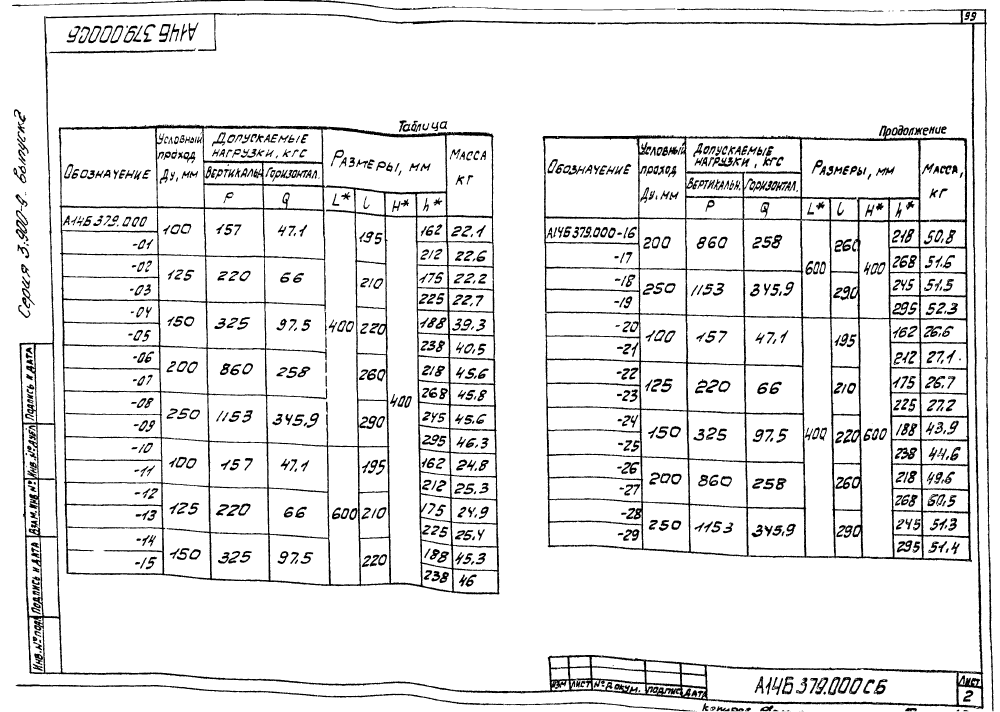 99
А14Б 379.000СБ
Серия 3.900-9. выпуск 2
Таблица
Обозначение | Условный проход Ду, мм | Допускаемые нагрузки, кгс | Размеры, мм | Масса кг
Вертикальн. Р | Горизонтал. Q | L* | l | H* | h*
А14Б379.000 | 100 | 157 | 47.1 | 400 | 195 | 400 | 162 | 22.1
-01 | 212 | 22.6
-02 | 125 | 220 | 66 | 210 | 175 | 22.2
-03 | 225 | 22.7
-04 | 150 | 325 | 97.5 | 220 | 188 | 39.3
-05 | 238 | 40.5
-06 | 200 | 860 | 258 | 260 | 218 | 45.6
-07 | 268 | 45.8
-08 | 250 | 1153 | 345,9 | 290 | 245 | 45.6
-09 | 295 | 46.3
-10 | 100 | 157 | 47.1 | 600 | 195 | 162 | 24.8
-11 | 212 | 25.3
-12 | 125 | 220 | 66 | 210 | 175 | 24.9
-13 | 225 | 25.4
-14 | 150 | 325 | 97.5 | 220 | 188 | 45.3
-15 | 238 | 46
Продолжение
Обозначение | Условный проход Ду, мм | Допускаемые нагрузки, кгс | Размеры, мм | Масса, кг
Вертикальн. Р | Горизонтал. Q | L* | l | H* | h*
А14Б379.000-16 | 200 | 860 | 258 | 600 | 260 | 400 | 218 | 50.8
-17 | 268 | 51.6
-18 | 250 | 1153 | 345,9 | 290 | 245 | 51.5
-19 | 295 | 52.3
-20 | 100 | 157 | 47,1 | 400 | 195 | 600 | 162 | 26.6
-21 | 212 | 27,1
-22 | 125 | 220 | 66 | 210 | 175 | 26.7
-23 | 225 | 27.2
-24 | 150 | 325 | 97.5 | 220 | 188 | 43.9
-25 | 238 | 44.6
-26 | 200 | 860 | 258 | 260 | 218 | 49.6
-27 | 268 | 50,5
-28 | 250 | 1153 | 345,9 | 290 | 245 | 51.3
-29 | 295 | 51,4
Инв.№подл Подпись и дата Взам.инв.№ Инв.№дубл Подпись и дата
Изм Лист № докум. Подпис Дата
А14Б 379.000 СБ
Лист
2